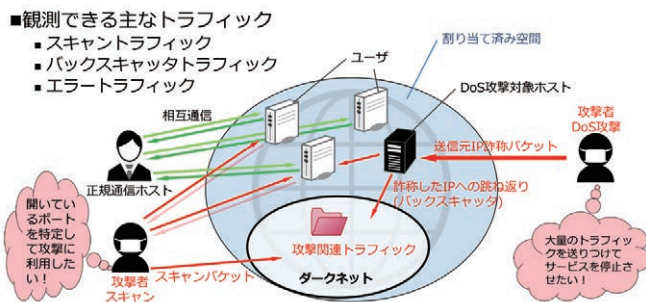 ■観測できる主なトラフィック
■ スキャントラフィック
■ バックスキャッタトラフィック
■ エラートラフィック
割り当て済み空間
ユーザ
DoS攻撃対象ホスト
相互通信
攻撃者
DoS攻撃
送信元IP詐称パケット
正規通信ホスト
詐称したIPへの跳ね返り
(バックスキャッタ)
開いてい
るポート
を特定し
て攻撃に
利用した
い！
攻撃関連トラフィック
大量のトラフィッ
クを送りつけて
サービスを停止さ
せたい！
攻撃者
スキャン
スキャンパケット
ダークネット